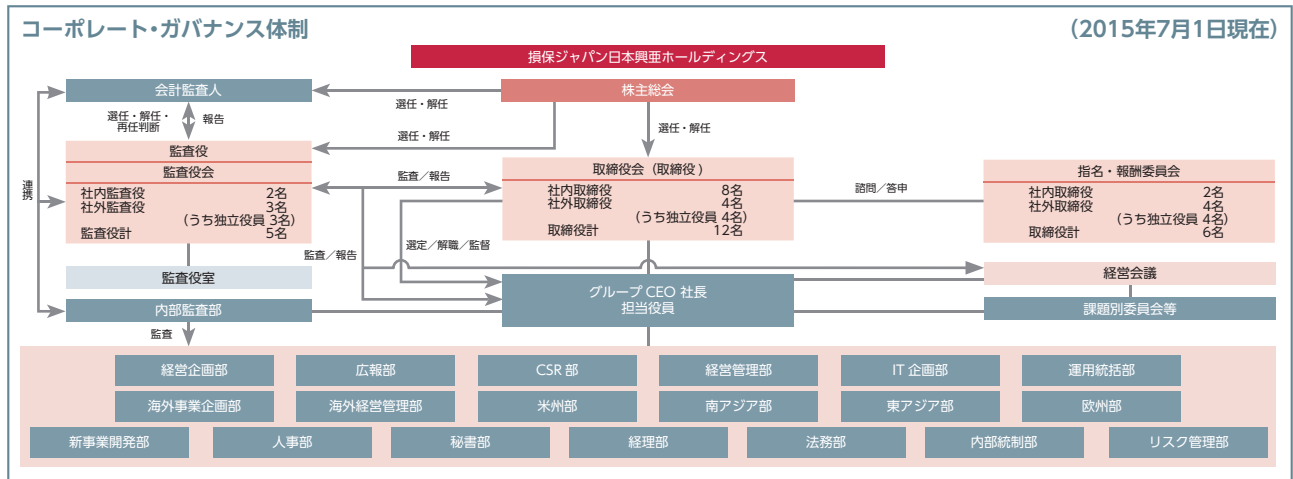 コーポレート・ガバナンス体制
(2015年7月1日現在)
損保ジャパン日本興亜ホールディングス
会計監査人
株主総会
選任・解任
選任・解任・
再任判断
報告
選任・解任
選任・解任
連携
監査役
監査役会
社内監査役 2名
社外監査役 3名
(うち独立役員 3名)
監査役計 5名
監査/報告
取締役会(取締役)
社内取締役 8名
社外取締役 4名
(うち独立役員 4名)
取締役計 12名
諮問/答申
指名・報酬委員会
社内取締役 2名
社外取締役 4名
(うち独立役員 4名)
取締役計 6名
監査/報告
選定/解職/監督
監査役室
経営会議
グループ CEO 社長
担当役員
内部監査部
課題別委員会等
監査
経営企画部
広報部
CSR 部
経営管理部
IT 企画部
運用統括部
海外事業企画部
海外経営管理部
米州部
南アジア部
東アジア部
欧州部
新事業開発部
人事部
秘書部
経理部
法務部
内部統制部
リスク管理部